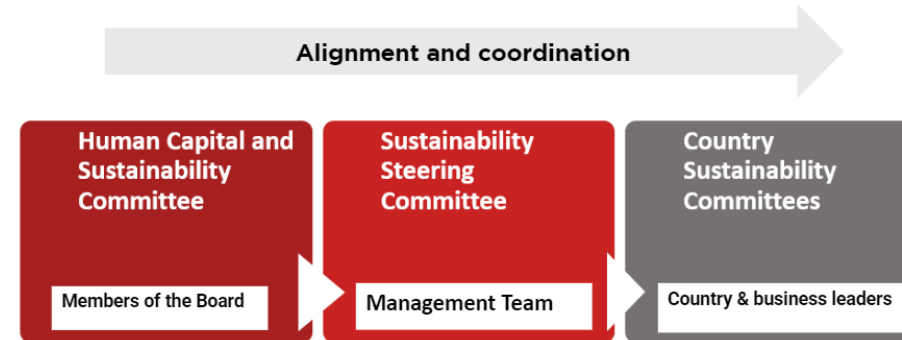 Alignment and coordination
Human Capital and
Sustainability
Committee
Members of the Board
Sustainability
Steering
Committee
Management Team
Country
Sustainability
Committees
Country & business leaders